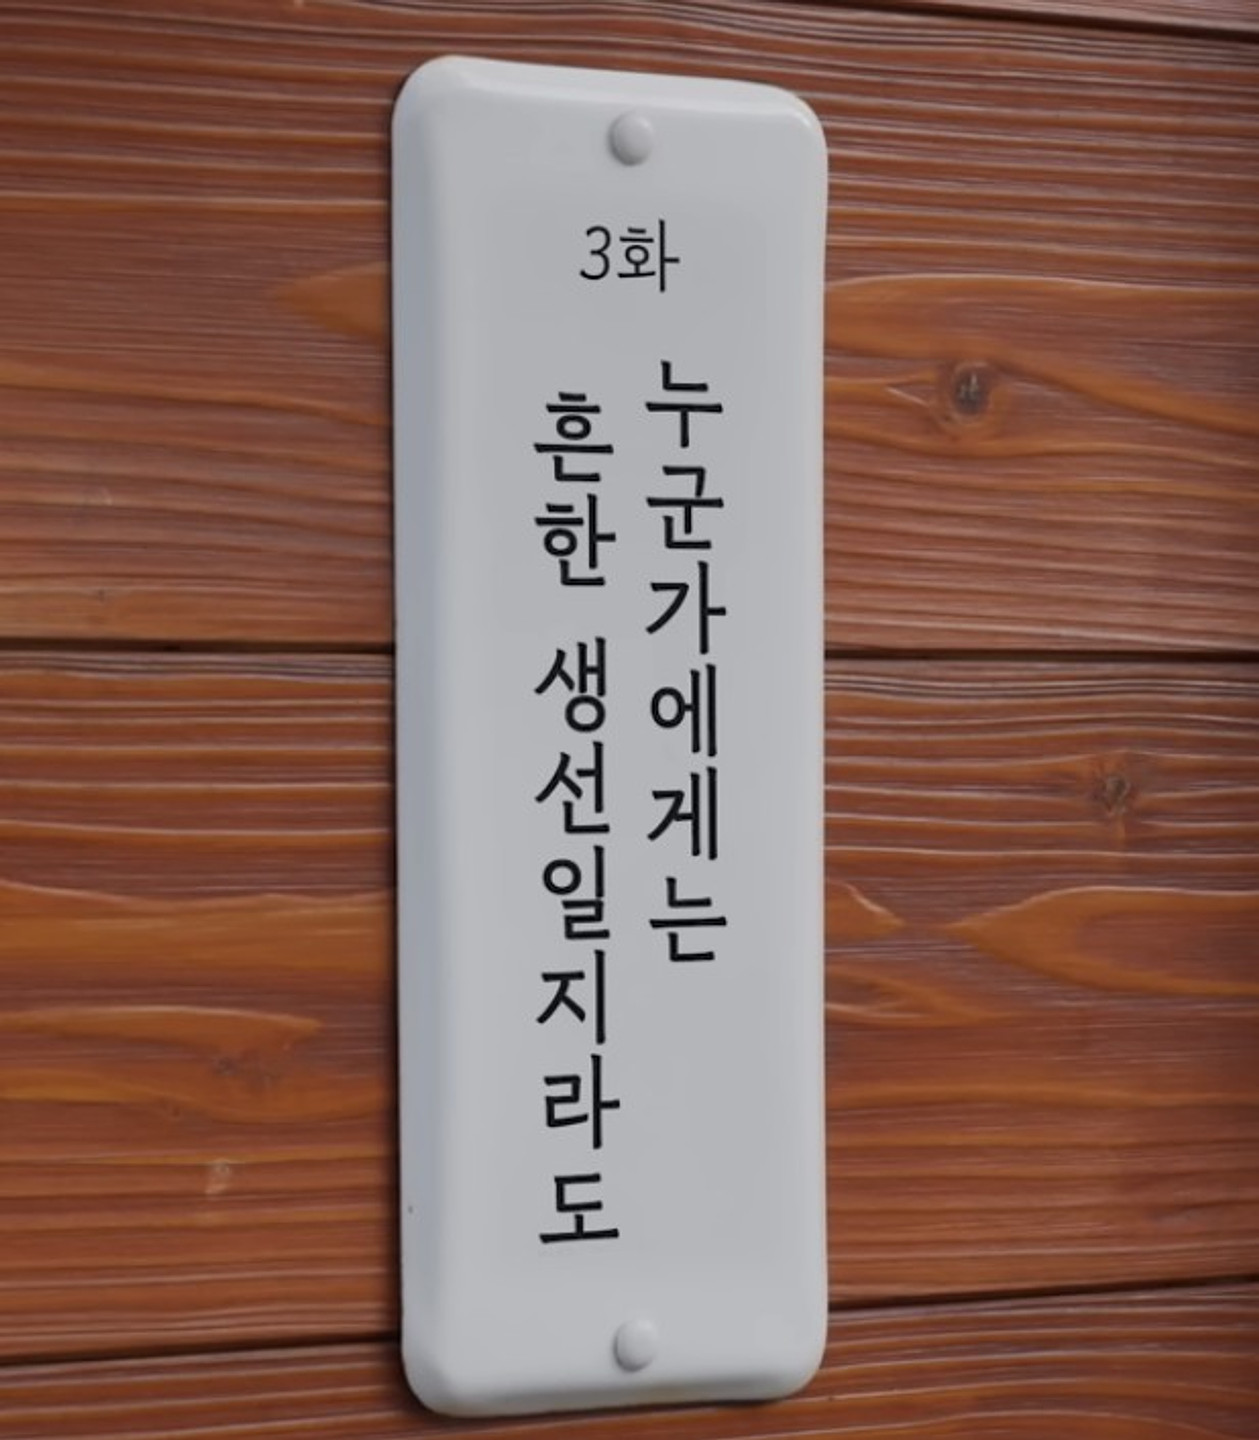 3화
누군가에게는
흔한 생선일지라도